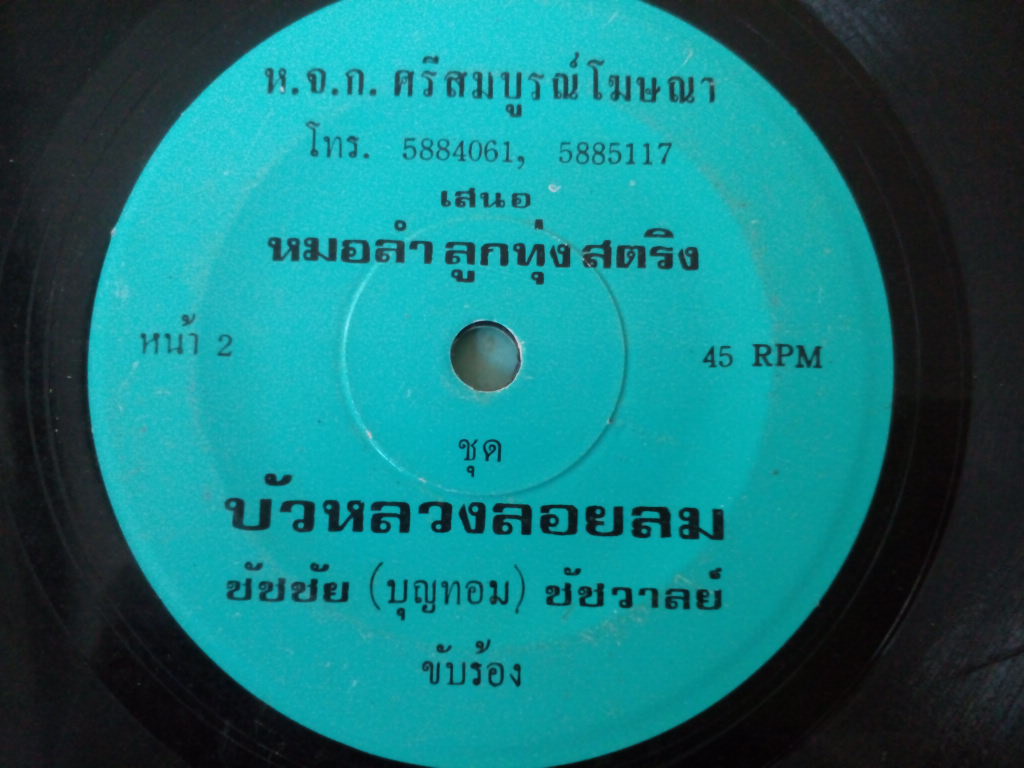 ห.จ.ก. ศรีสมบูรณ์โฆษณา
โทร. 5884061, 5885117
เสนอ
หมอลำ ลูกทุ่ง สตริง
หน้า 2
45 RPM
ชุด
บัวหลวงลอยลม
ชัชชัย (บุญทอม) ชัชวาลย์
ขับร้อง